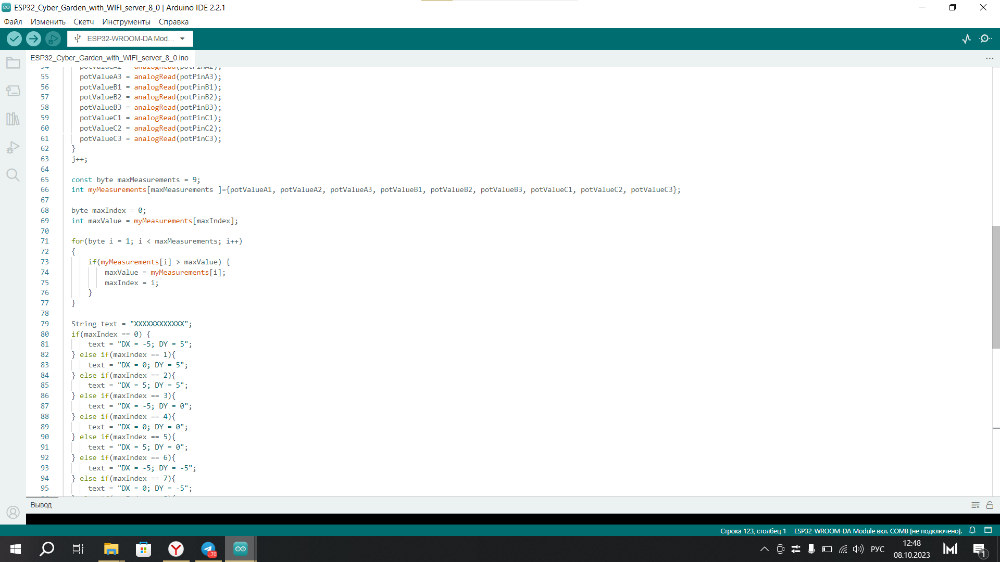 ESP32_Cyber_Garden_with_WIFI_server_8_0 | Arduino IDE 2.2.1
Файл Изменить Скетч Инструменты Справка
ESP32-WROOM-DA Mod...
ESP32_Cyber_Garden_with_WIFI_server_8_0.ino
54 potValueA2 = analogRead(potPinA2);
55 potValueA3 = analogRead(potPinA3);
56 potValueB1 = analogRead(potPinB1);
57 potValueB2 = analogRead(potPinB2);
58 potValueB3 = analogRead(potPinB3);
59 potValueC1 = analogRead(potPinC1);
60 potValueC2 = analogRead(potPinC2);
61 potValueC3 = analogRead(potPinC3);
62 }
63 j++;
64
65 const byte maxMeasurements = 9;
66 int myMeasurements[maxMeasurements ]={potValueA1, potValueA2, potValueA3, potValueB1, potValueB2, potValueB3, potValueC1, potValueC2, potValueC3};
67
68 byte maxIndex = 0;
69 int maxValue = myMeasurements[maxIndex];
70
71 for(byte i = 1; i < maxMeasurements; i++)
72 {
73 if(myMeasurements[i] > maxValue) {
74 maxValue = myMeasurements[i];
75 maxIndex = i;
76 }
77 }
78
79 String text = "XXXXXXXXXXXX";
80 if(maxIndex == 0) {
81 text = "DX = -5; DY = 5";
82 } else if(maxIndex == 1){
83 text = "DX = 0; DY = 5";
84 } else if(maxIndex == 2){
85 text = "DX = 5; DY = 5";
86 } else if(maxIndex == 3){
87 text = "DX = -5; DY = 0";
88 } else if(maxIndex == 4){
89 text = "DX = 0; DY = 0";
90 } else if(maxIndex == 5){
91 text = "DX = 5; DY = 0";
92 } else if(maxIndex == 6){
93 text = "DX = -5; DY = -5";
94 } else if(maxIndex == 7){
95 text = "DX = 0; DY = -5";
Вывод
Строка 123, столбец 1 ESP32-WROOM-DA Module вкл. COM8 [не подключено].
..70
РУС
12:48
08.10.2023
1